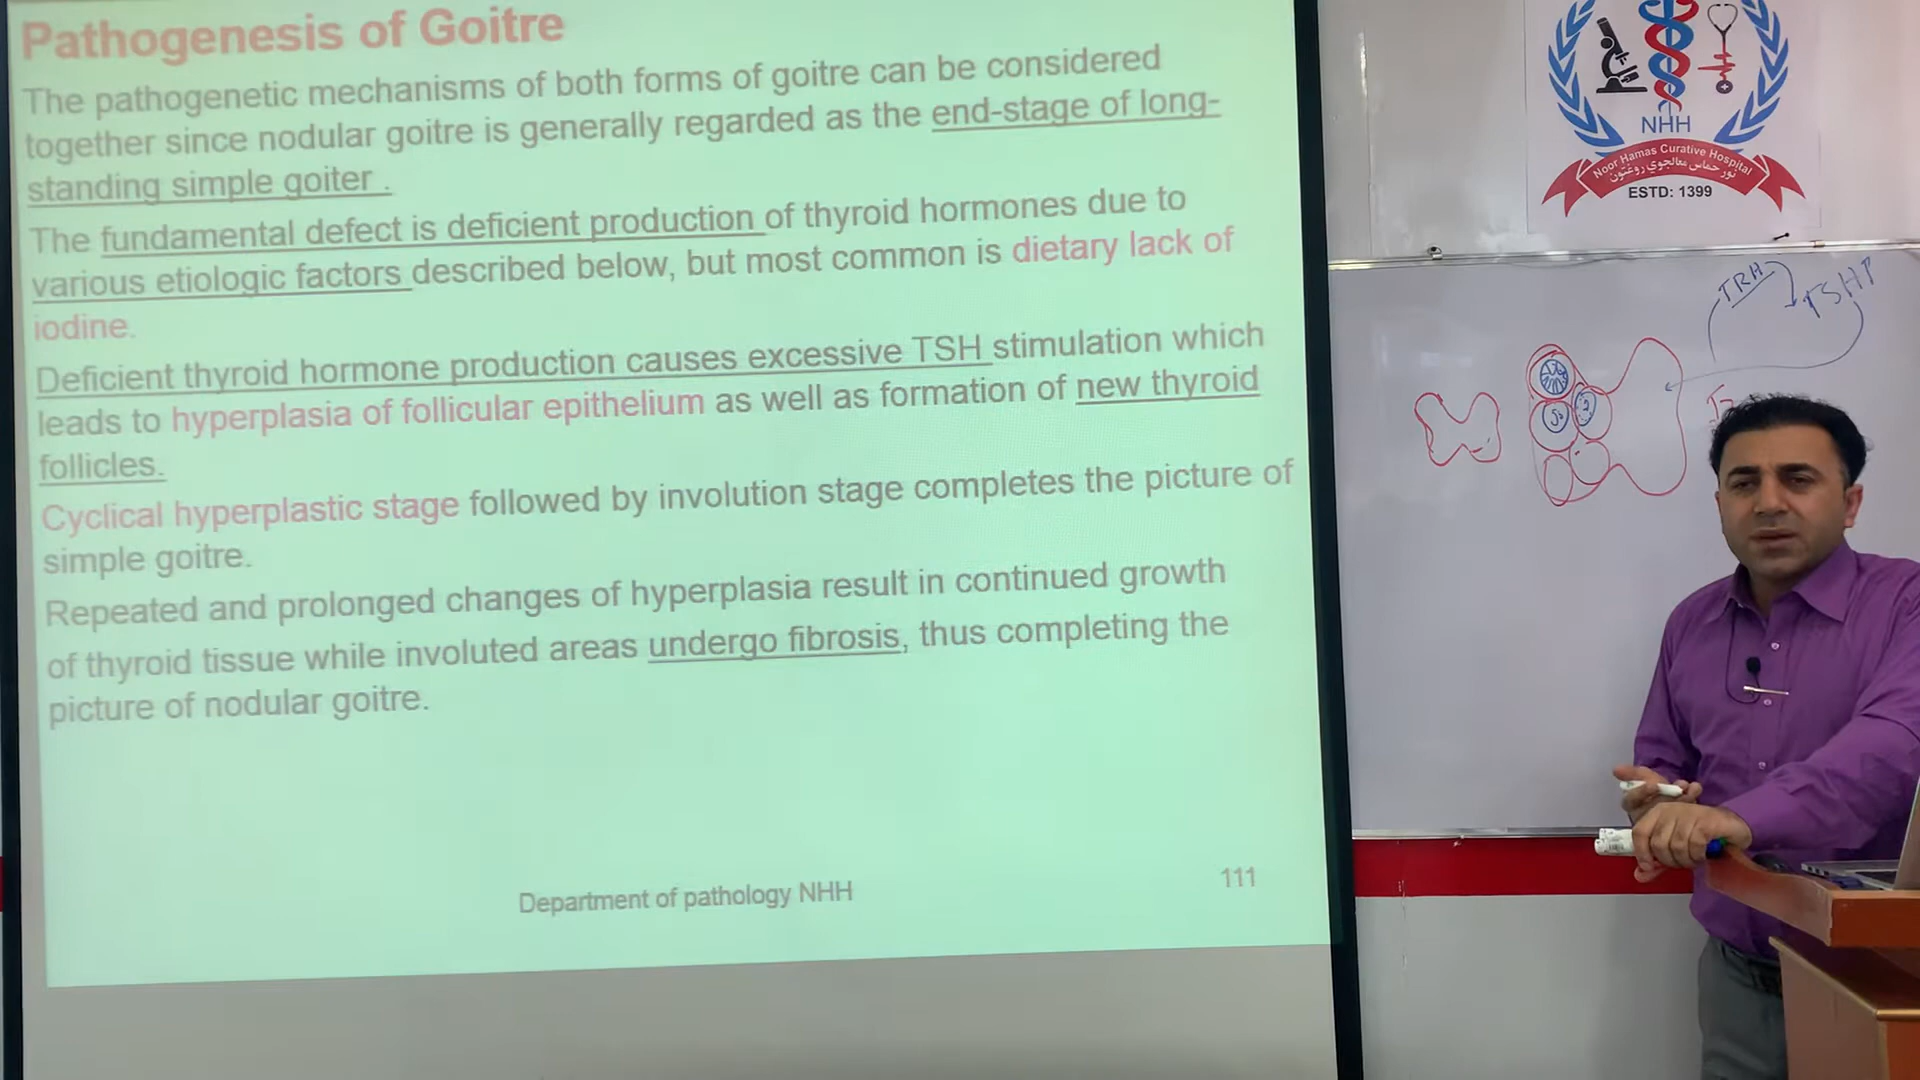 Pathogenesis of Goitre
The pathogenetic mechanisms of both forms of goitre can be considered
together since nodular goitre is generally regarded as the end-stage of long-
standing simple goiter .
The fundamental defect is deficient production of thyroid hormones due to
various etiologic factors described below, but most common is dietary lack of
iodine.
Deficient thyroid hormone production causes excessive TSH stimulation which
leads to hyperplasia of follicular epithelium as well as formation of new thyroid
follicles.
Cyclical hyperplastic stage followed by involution stage completes the picture of
simple goitre.
Repeated and prolonged changes of hyperplasia result in continued growth
of thyroid tissue while involuted areas undergo fibrosis, thus completing the
picture of nodular goitre.
Department of pathology NHH
111
NHH
Noor Hamas Curative Hospital
نور حماس معالجوي روغتون
ESTD: 1399
TRH
TSH↑